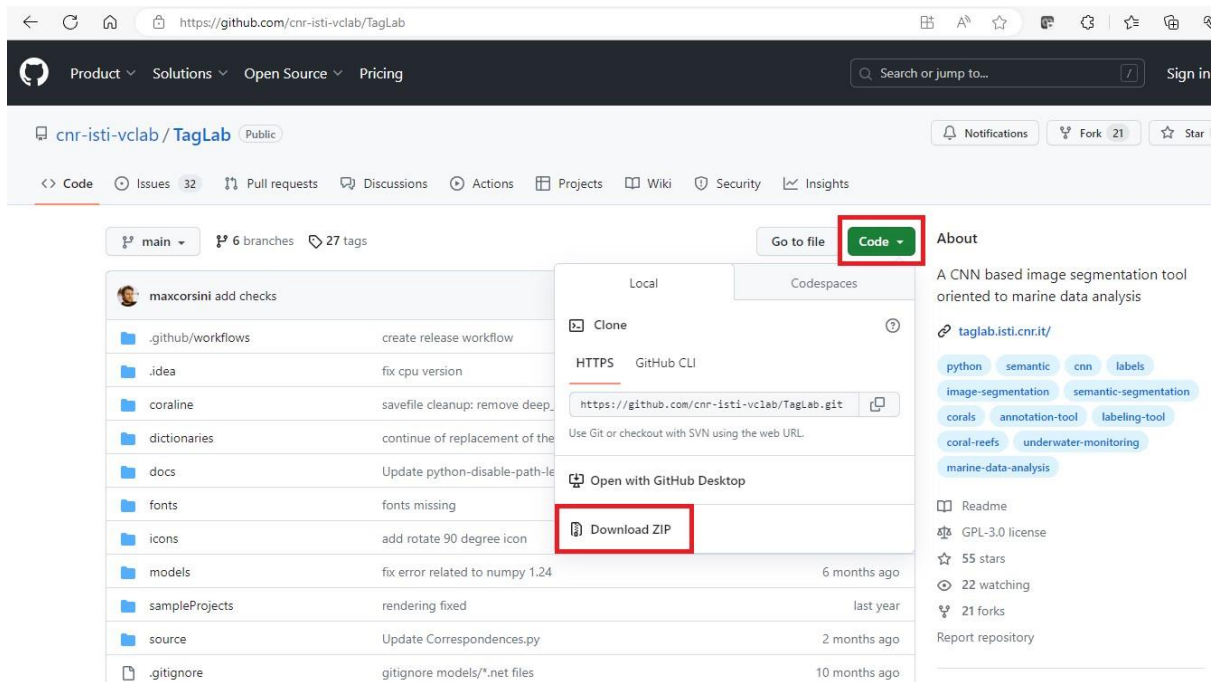 https://github.com/cnr-isti-vclab/TagLab
Product Solutions Open Source Pricing
Search or jump to... /
Sign in
cnr-isti-vclab / TagLab Public
Notifications Fork 21 Star
Code Issues 32 Pull requests Discussions Actions Projects Wiki Security Insights
main 6 branches 27 tags Go to file Code
maxcorsini add checks
.github/workflows create release workflow
.idea fix cpu version
coraline savefile cleanup: remove deep_
dictionaries continue of replacement of the
docs Update python-disable-path-le
fonts fonts missing
icons add rotate 90 degree icon
models fix error related to numpy 1.24 6 months ago
sampleProjects rendering fixed last year
source Update Correspondences.py 2 months ago
.gitignore gitignore models/*.net files 10 months ago
Local Codespaces
Clone
HTTPS GitHub CLI
https://github.com/cnr-isti-vclab/TagLab.git
Use Git or checkout with SVN using the web URL.
Open with GitHub Desktop
Download ZIP
About
A CNN based image segmentation tool
oriented to marine data analysis
taglab.isti.cnr.it/
python semantic cnn labels
image-segmentation semantic-segmentation
corals annotation-tool labeling-tool
coral-reefs underwater-monitoring
marine-data-analysis
Readme
GPL-3.0 license
55 stars
22 watching
21 forks
Report repository